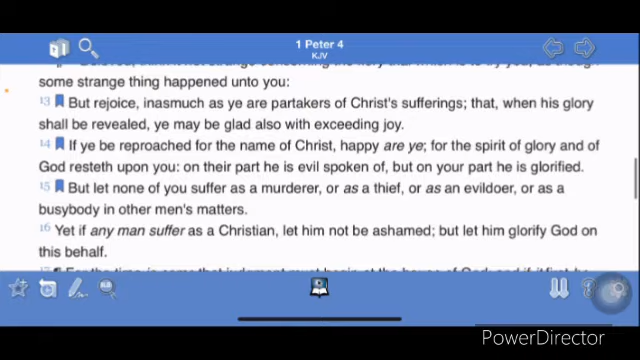 1 Peter 4
KJV
some strange thing happened unto you:
13 But rejoice, inasmuch as ye are partakers of Christ's sufferings; that, when his glory
shall be revealed, ye may be glad also with exceeding joy.
14 If ye be reproached for the name of Christ, happy are ye; for the spirit of glory and of
God resteth upon you: on their part he is evil spoken of, but on your part he is glorified.
15 But let none of you suffer as a murderer, or as a thief, or as an evildoer, or as a
busybody in other men's matters.
16 Yet if any man suffer as a Christian, let him not be ashamed; but let him glorify God on
this behalf.
PowerDirector